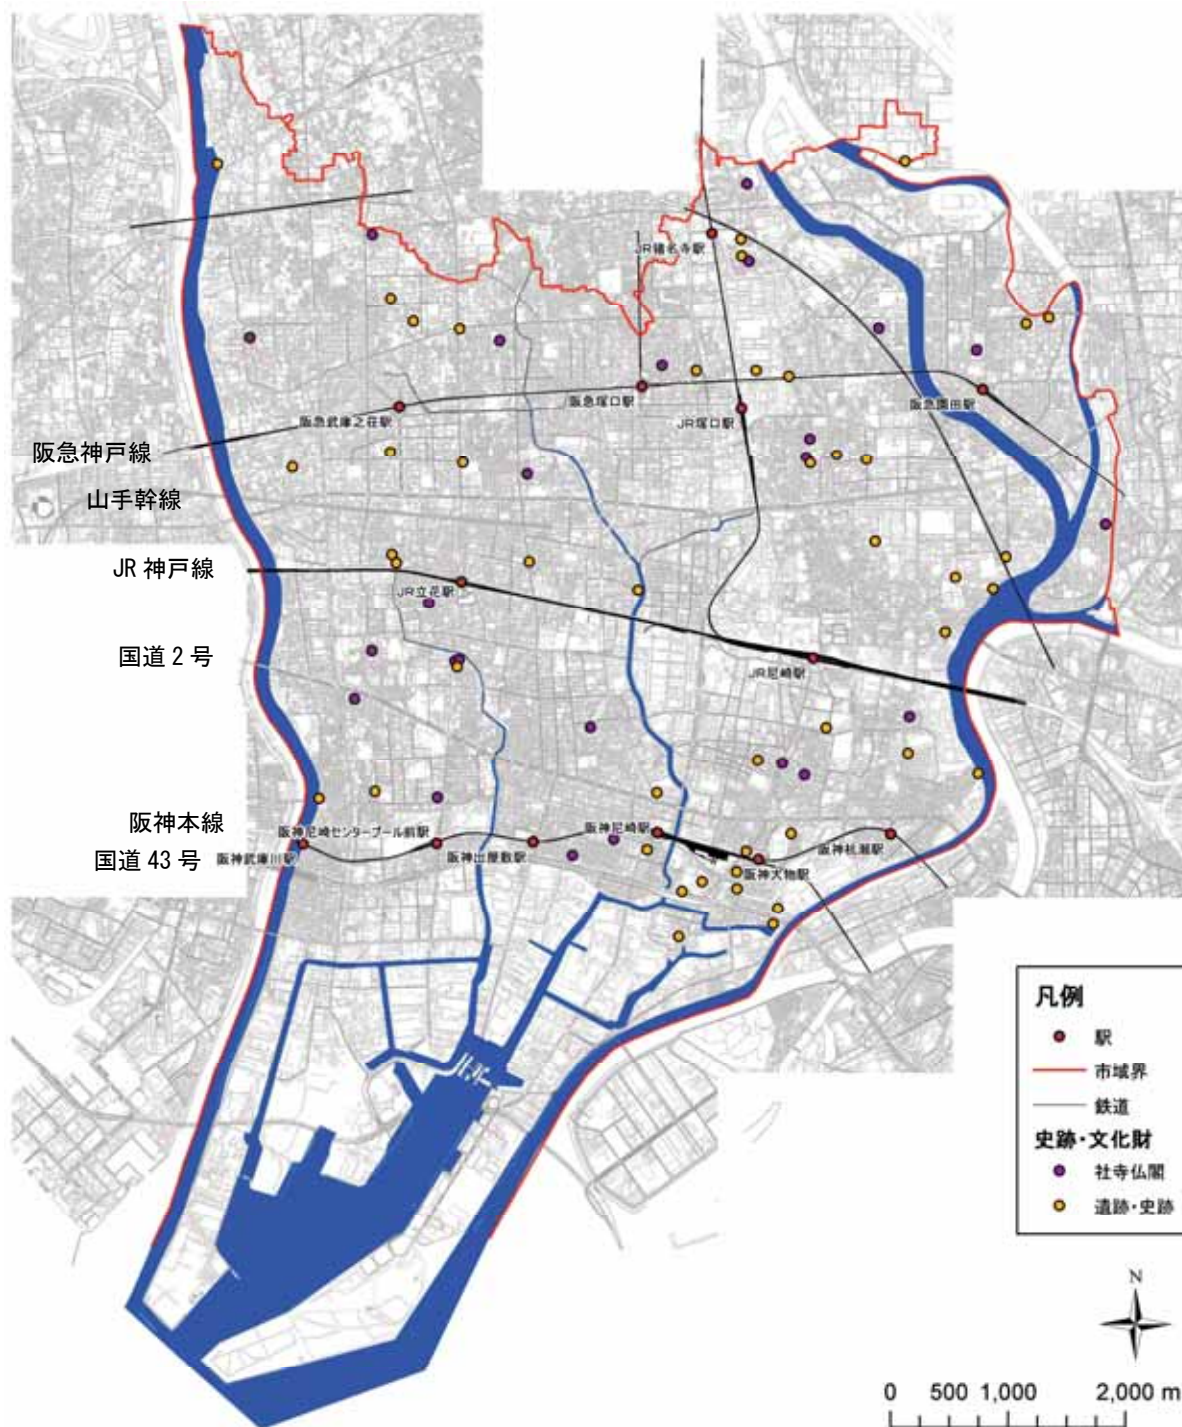 JR猪名寺駅
阪急塚口駅
阪急園田駅
阪急武庫之荘駅
JR塚口駅
阪急神戸線
山手幹線
JR 神戸線
JR立花駅
国道 2 号
JR尼崎駅
阪神本線
阪神尼崎センタープール前駅
阪神尼崎駅
国道 43 号
阪神武庫川駅
阪神出屋敷駅
阪神杭瀬駅
阪神大物駅
凡例
駅
市域界
鉄道
史跡・文化財
社寺仏閣
遺跡・史跡
N
0 500 1,000 2,000 m